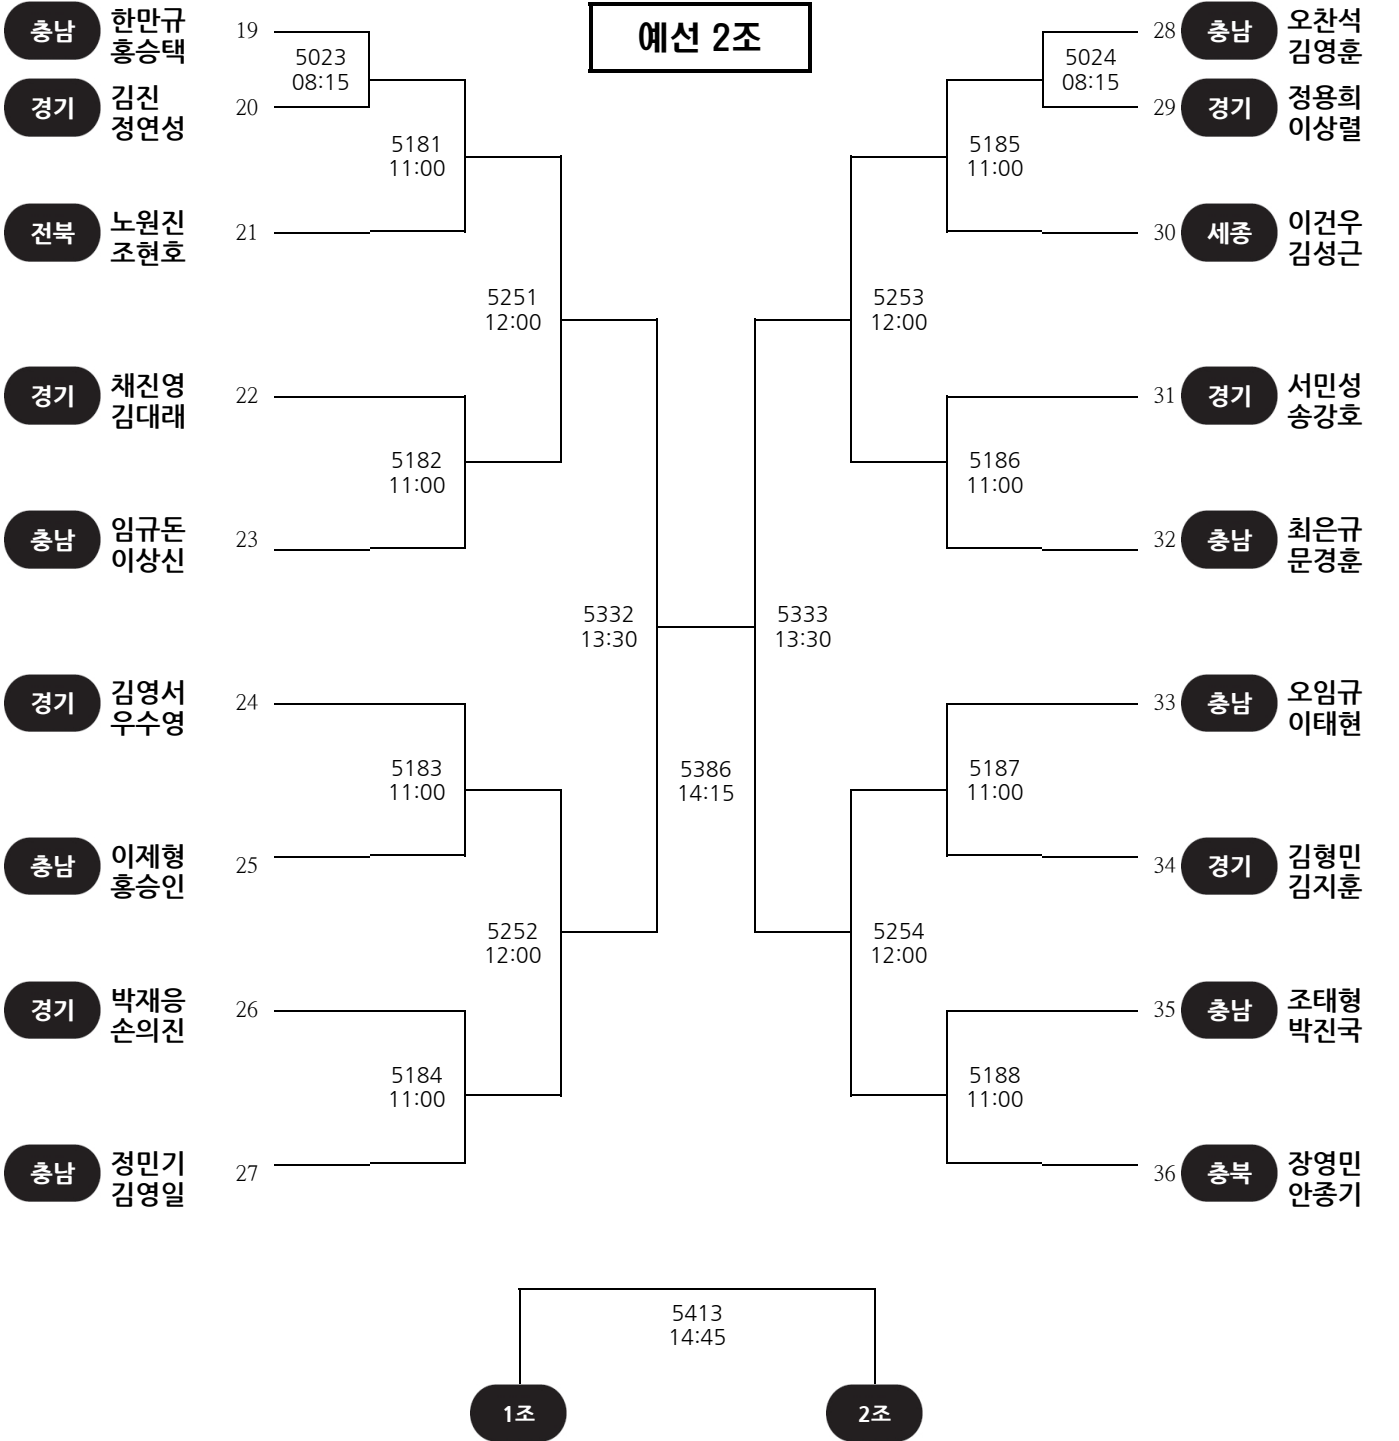 예선 2조
충남
한만규
홍승택
19
5023
08:15
경기
김진
정연성
20
5181
11:00
전북
노원진
조현호
21
5251
12:00
경기
채진영
김대래
22
5182
11:00
충남
임규돈
이상신
23
5332
13:30
경기
김영서
우수영
24
5183
11:00
충남
이제형
홍승인
25
5252
12:00
경기
박재응
손의진
26
5184
11:00
충남
정민기
김영일
27
5386
14:15
28
충남
오찬석
김영훈
5024
08:15
29
경기
정용희
이상렬
5185
11:00
30
세종
이건우
김성근
5253
12:00
31
경기
서민성
송강호
5186
11:00
32
충남
최은규
문경훈
5333
13:30
33
충남
오임규
이태현
5187
11:00
34
경기
김형민
김지훈
5254
12:00
35
충남
조태형
박진국
5188
11:00
36
충북
장영민
안종기
5413
14:45
1조
2조